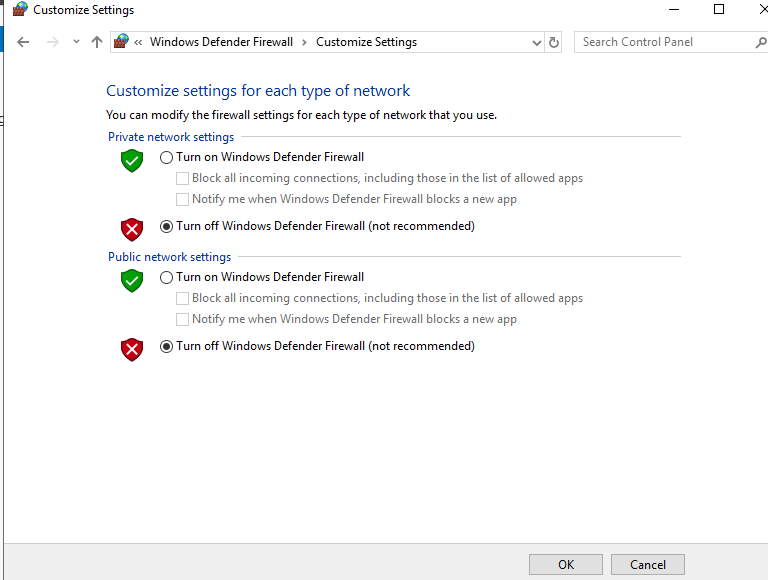 Customize Settings
« Windows Defender Firewall › Customize Settings
Search Control Panel
Customize settings for each type of network
You can modify the firewall settings for each type of network that you use.
Private network settings
Turn on Windows Defender Firewall
Block all incoming connections, including those in the list of allowed apps
Notify me when Windows Defender Firewall blocks a new app
Turn off Windows Defender Firewall (not recommended)
Public network settings
Turn on Windows Defender Firewall
Block all incoming connections, including those in the list of allowed apps
Notify me when Windows Defender Firewall blocks a new app
Turn off Windows Defender Firewall (not recommended)
OK Cancel